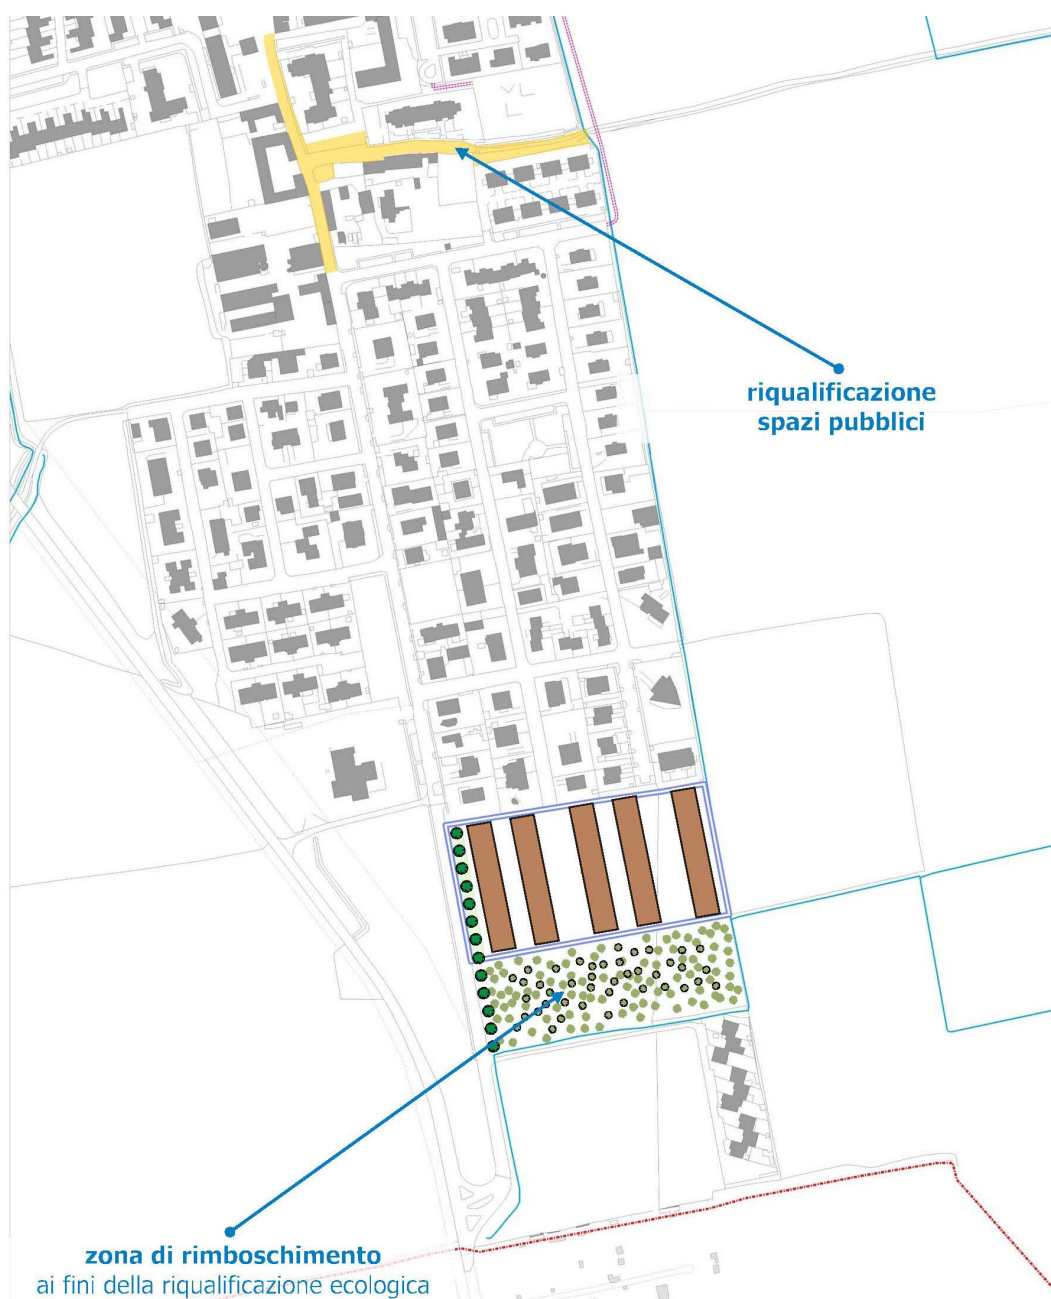 riqualificazione
spazi pubblici
zona di rimboschimento
ai fini della riqualificazione ecologica